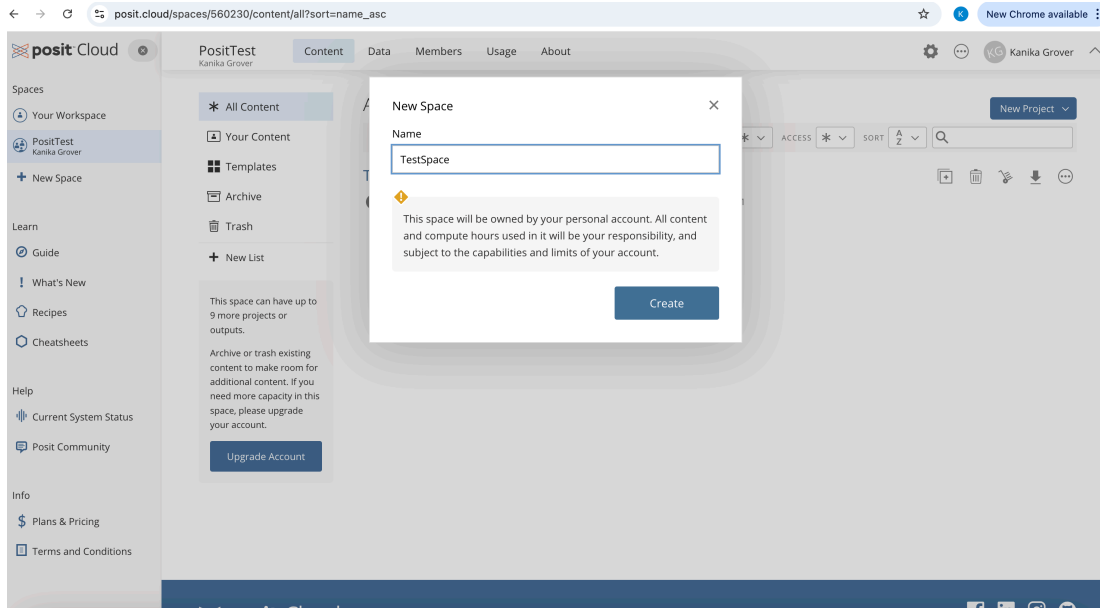 posit.cloud/spaces/560230/content/all?sort=name_asc
K
New Chrome available
posit Cloud
PositTest
Kanika Grover
Content
Data
Members
Usage
About
KG
Kanika Grover
Spaces
Your Workspace
PositTest
Kanika Grover
+ New Space
Learn
Guide
What's New
Recipes
Cheatsheets
Help
Current System Status
Posit Community
Info
Plans & Pricing
Terms and Conditions
All Content
Your Content
Templates
Archive
Trash
+ New List
This space can have up to
9 more projects or
outputs.
Archive or trash existing
content to make room for
additional content. If you
need more capacity in this
space, please upgrade
your account.
Upgrade Account
New Space
Name
TestSpace
This space will be owned by your personal account. All content
and compute hours used in it will be your responsibility, and
subject to the capabilities and limits of your account.
Create
New Project
ACCESS
SORT
A
Z